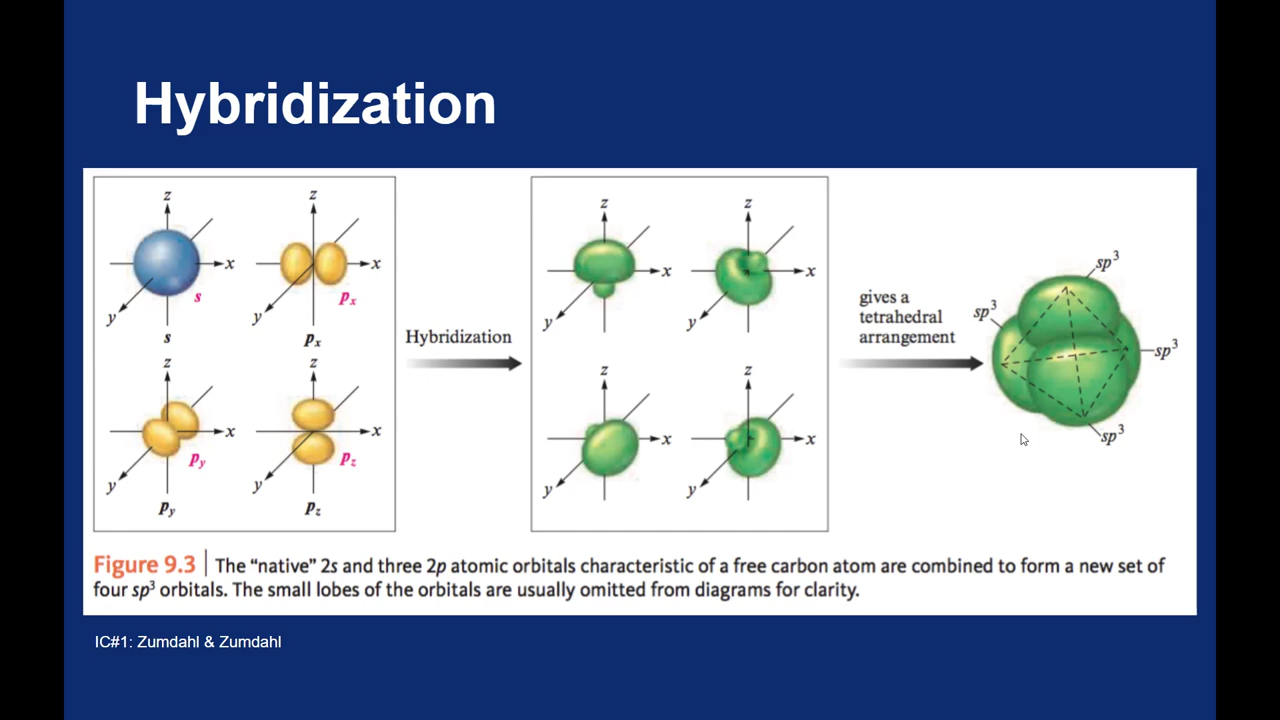 Hybridization
z
x
y
s
s
z
x
y
px
px
z
x
y
py
py
z
x
y
pz
pz
Hybridization
z
x
y
z
x
y
z
x
y
z
x
y
gives a
tetrahedral
arrangement
sp³
sp³
sp³
sp³
Figure 9.3 | The “native” 2s and three 2p atomic orbitals characteristic of a free carbon atom are combined to form a new set of
four sp³ orbitals. The small lobes of the orbitals are usually omitted from diagrams for clarity.
IC#1: Zumdahl & Zumdahl